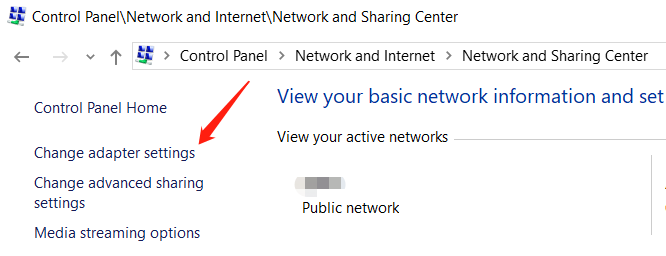 Control Panel\Network and Internet\Network and Sharing Center
Control Panel > Network and Internet > Network and Sharing Center
Control Panel Home
Change adapter settings
Change advanced sharing
settings
Media streaming options
View your basic network information and set
View your active networks
Public network